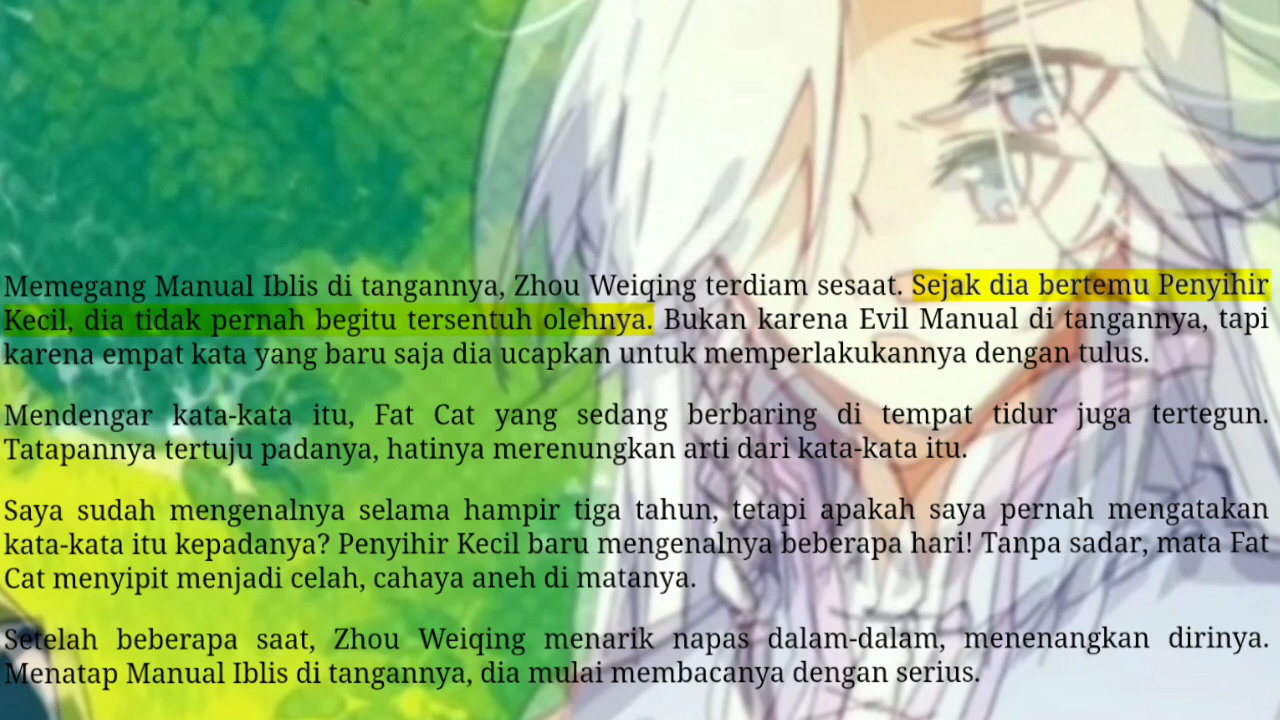 Memegang Manual Iblis di tangannya, Zhou Weiqing terdiam sesaat. Sejak dia bertemu Penyihir
Kecil, dia tidak pernah begitu tersentuh olehnya. Bukan karena Evil Manual di tangannya, tapi
karena empat kata yang baru saja dia ucapkan untuk memperlakukannya dengan tulus.
Mendengar kata-kata itu, Fat Cat yang sedang berbaring di tempat tidur juga tertegun.
Tatapannya tertuju padanya, hatinya merenungkan arti dari kata-kata itu.
Saya sudah mengenalnya selama hampir tiga tahun, tetapi apakah saya pernah mengatakan
kata-kata itu kepadanya? Penyihir Kecil baru mengenalnya beberapa hari! Tanpa sadar, mata Fat
Cat menyipit menjadi celah, cahaya aneh di matanya.
Setelah beberapa saat, Zhou Weiqing menarik napas dalam-dalam, menenangkan dirinya.
Menatap Manual Iblis di tangannya, dia mulai membacanya dengan serius.